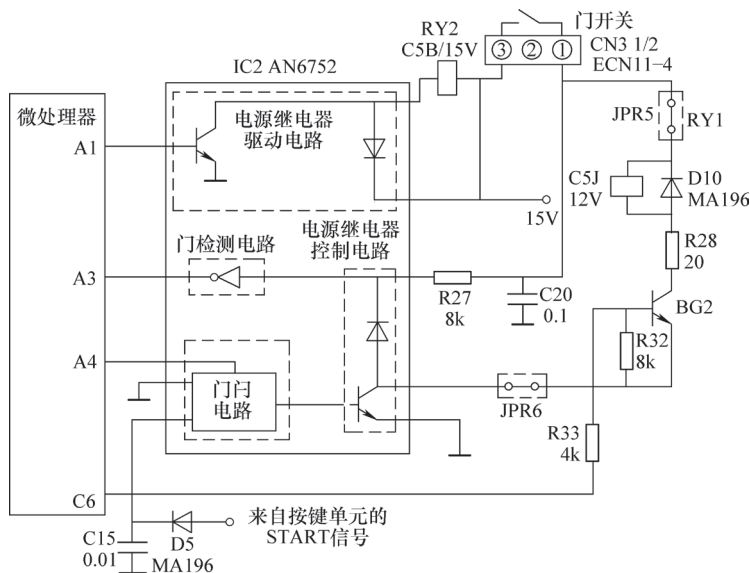 门开关
RY2
C5B/15V
③ ② ①
CN3 1/2
ECN11-4
IC2 AN6752
微处理器
A1
电源继电器
驱动电路
JPR5
RY1
C5J
12V
D10
MA196
15V
电源继电器
控制电路
门检测电路
A3
R27
8k
C20
0.1
R28
20
BG2
A4
门闩
电路
R32
8k
JPR6
R33
4k
C6
C15
0.01
D5
MA196
来自按键单元的
START信号